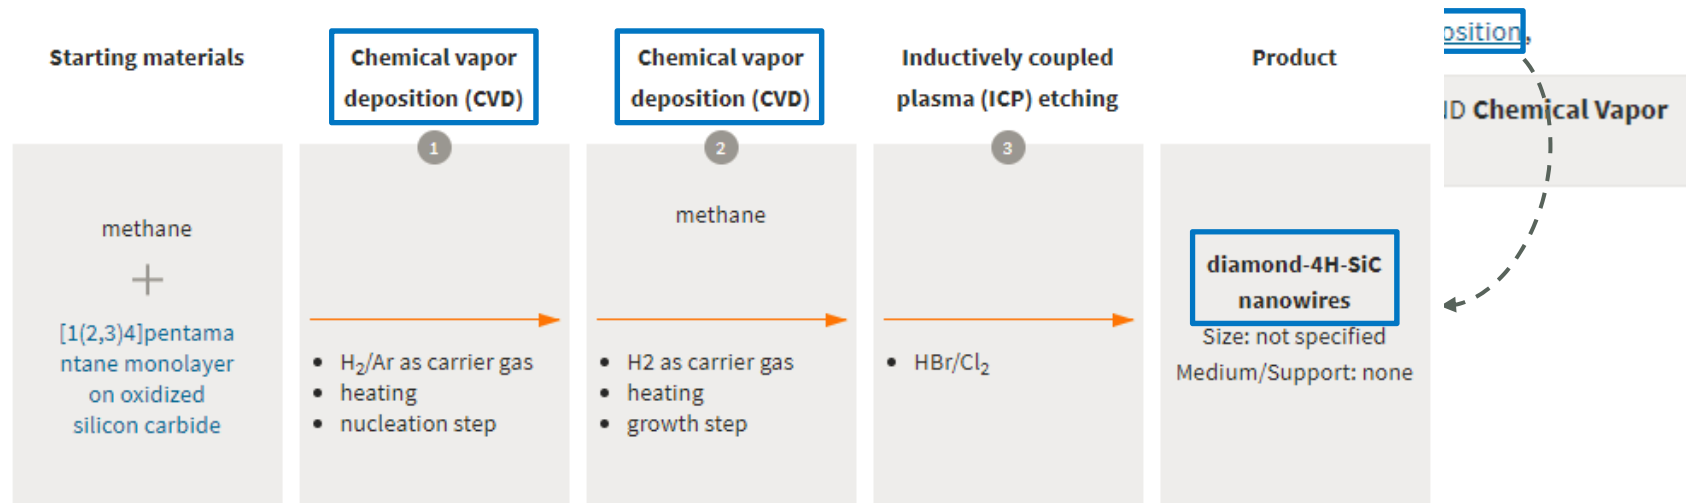 Starting materials
Chemical vapor
deposition (CVD)
1
Chemical vapor
deposition (CVD)
2
Inductively coupled
plasma (ICP) etching
3
Product
osition,
ID Chemical Vapor
methane
+
[1(2,3)4]pentama
ntane monolayer
on oxidized
silicon carbide
• H₂/Ar as carrier gas
• heating
• nucleation step
methane
• H2 as carrier gas
• heating
• growth step
• HBr/Cl₂
diamond-4H-SiC
nanowires
Size: not specified
Medium/Support: none